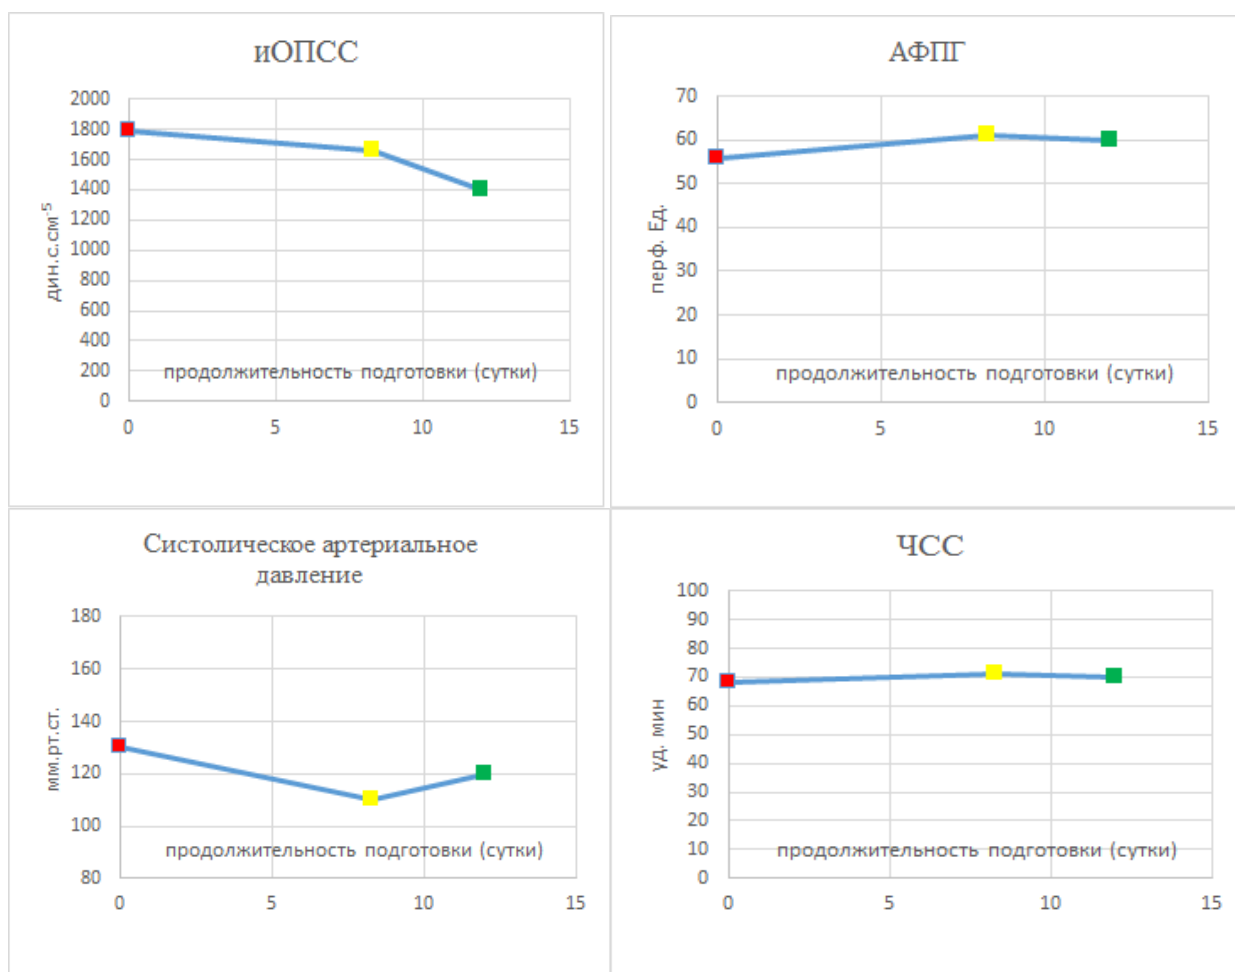 иОПСС
дин.с.см-5
2000
1800
1600
1400
1200
1000
800
600
400
200
0
продолжительность подготовки (сутки)
0 5 10 15
АФПГ
перф. Ед.
70
60
50
40
30
20
10
0
продолжительность подготовки (сутки)
0 5 10 15
Систолическое артериальное
давление
мм.рт.ст.
180
160
140
120
100
80
продолжительность подготовки (сутки)
0 5 10 15
ЧСС
уд. мин
100
90
80
70
60
50
40
30
20
10
0
продолжительность подготовки (сутки)
0 5 10 15